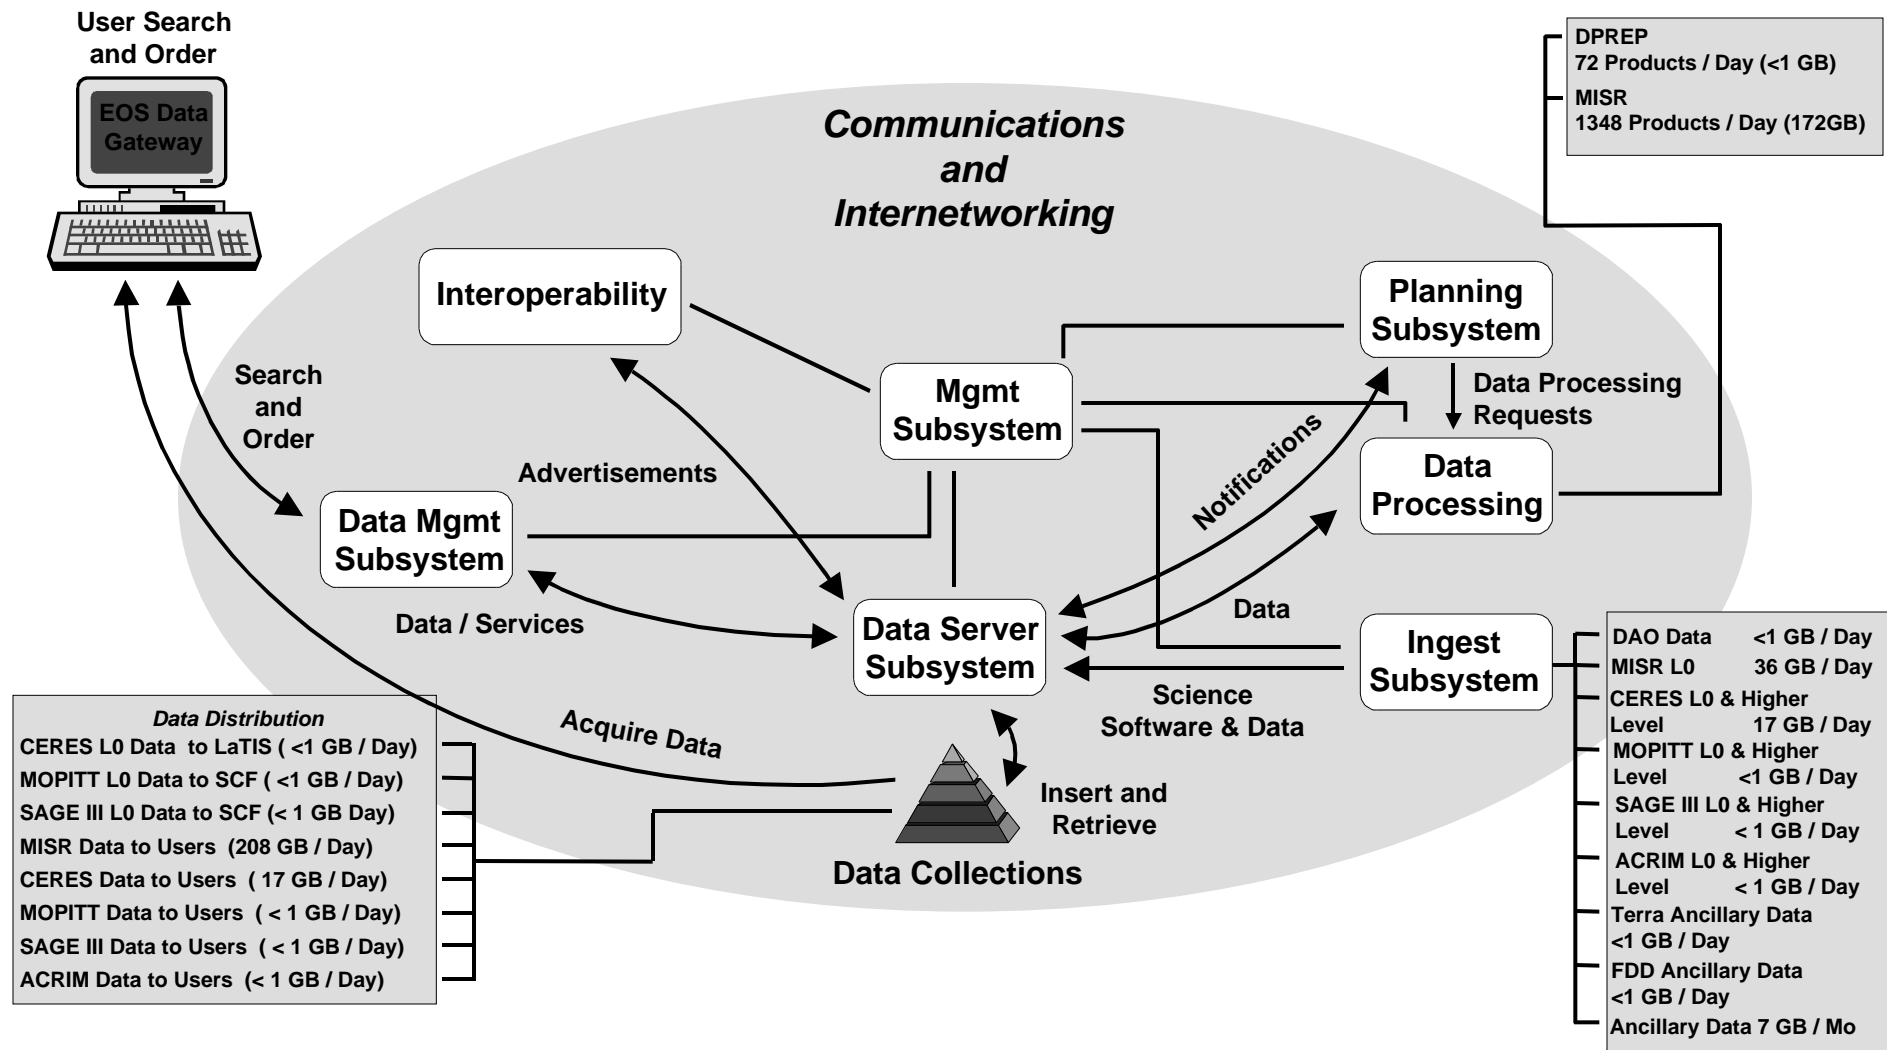 User Search
and Order
EOS Data
Gateway
Communications
and
Internetworking
DPREP
72 Products / Day (<1 GB)
MISR
1348 Products / Day (172GB)
Interoperability
Planning
Subsystem
Search
and
Order
Mgmt
Subsystem
Data Processing
Requests
Advertisements
Notifications
Data
Processing
Data Mgmt
Subsystem
Data / Services
Data Server
Subsystem
Data
Ingest
Subsystem
Science
Software & Data
DAO Data <1 GB / Day
MISR L0 36 GB / Day
CERES L0 & Higher
Level 17 GB / Day
MOPITT L0 & Higher
Level <1 GB / Day
SAGE III L0 & Higher
Level < 1 GB / Day
ACRIM L0 & Higher
Level < 1 GB / Day
Terra Ancillary Data
<1 GB / Day
FDD Ancillary Data
<1 GB / Day
Ancillary Data 7 GB / Mo
Acquire Data
Insert and
Retrieve
Data Collections
Data Distribution
CERES L0 Data to LaTIS ( <1 GB / Day)
MOPITT L0 Data to SCF ( <1 GB / Day)
SAGE III L0 Data to SCF (< 1 GB Day)
MISR Data to Users (208 GB / Day)
CERES Data to Users ( 17 GB / Day)
MOPITT Data to Users ( < 1 GB / Day)
SAGE III Data to Users ( < 1 GB / Day)
ACRIM Data to Users (< 1 GB / Day)